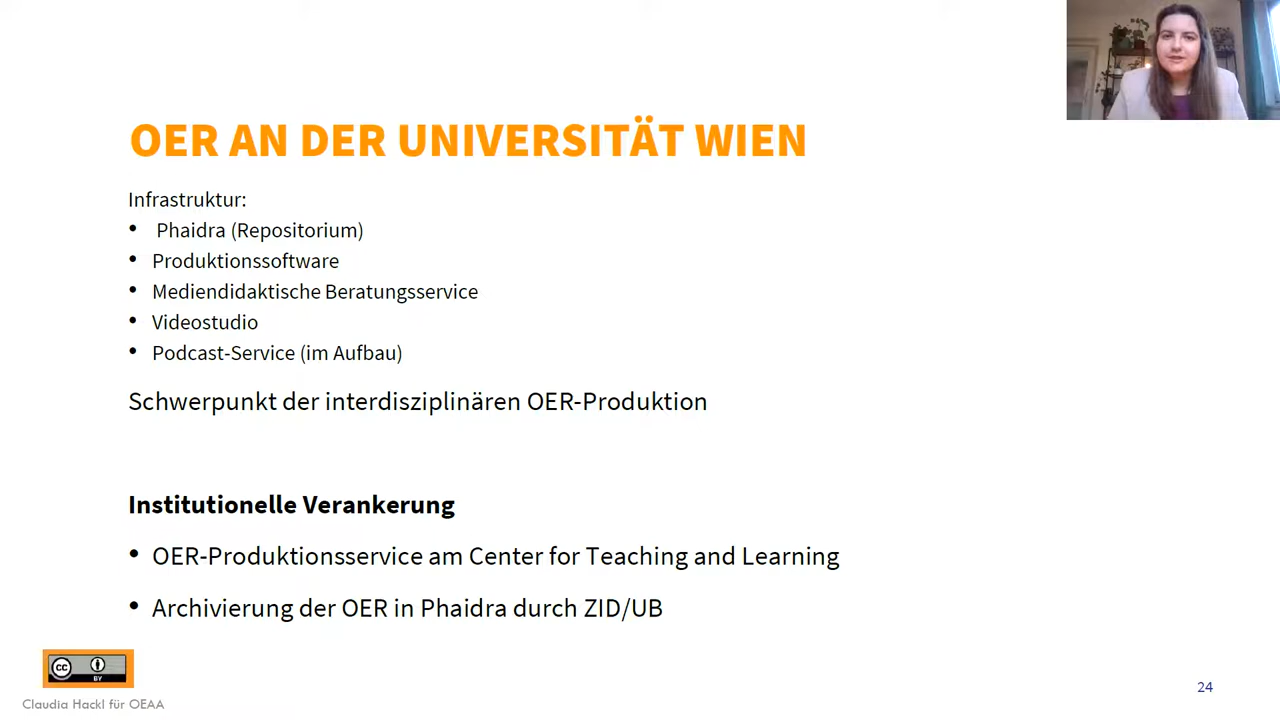 OER AN DER UNIVERSITÄT WIEN
Infrastruktur:
• Phaidra (Repositorium)
• Produktionssoftware
• Mediendidaktische Beratungsservice
• Videostudio
• Podcast-Service (im Aufbau)
Schwerpunkt der interdisziplinären OER-Produktion
Institutionelle Verankerung
• OER-Produktionsservice am Center for Teaching and Learning
• Archivierung der OER in Phaidra durch ZID/UB
CC
BY
Claudia Hackl für OEAA
24